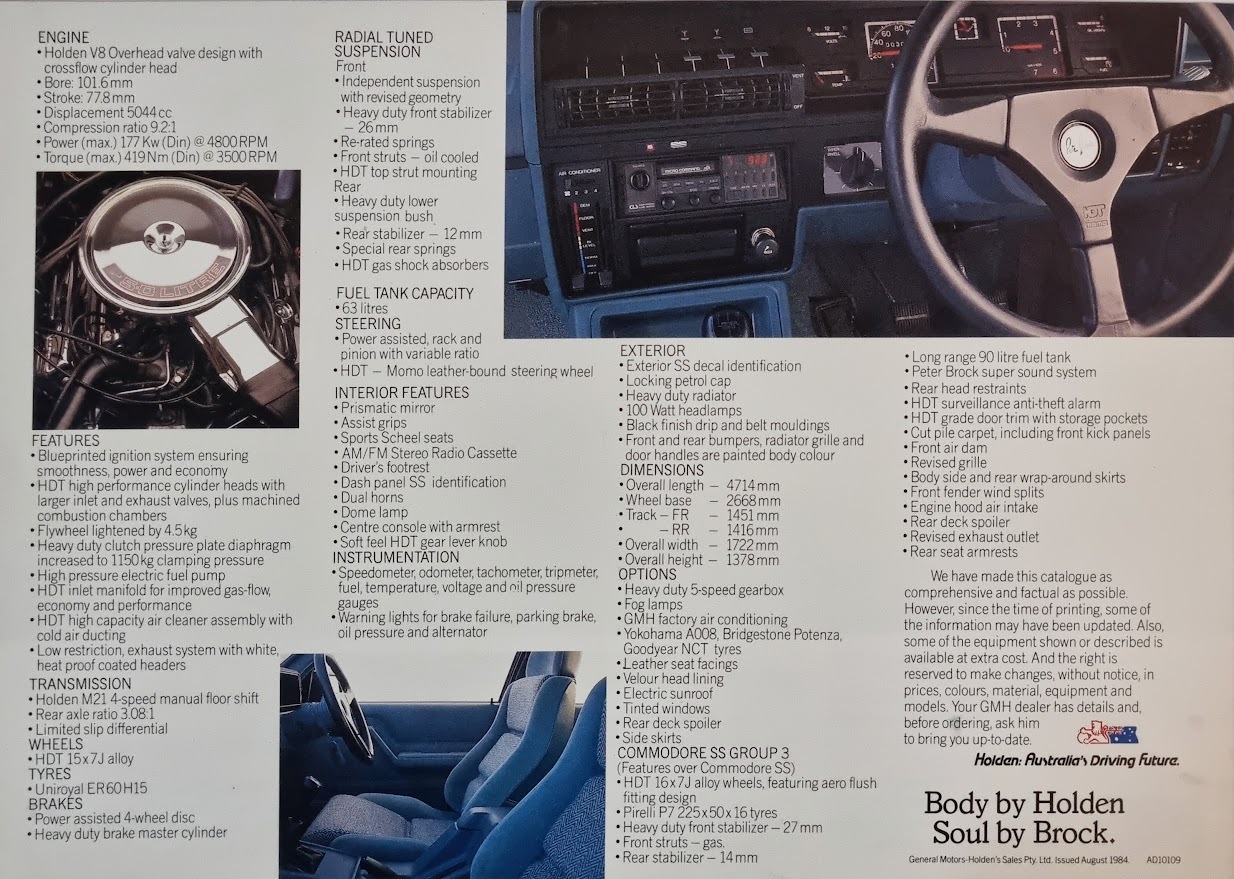 ENGINE
• Holden V8 Overhead valve design with
crossflow cylinder head
• Bore: 101.6mm
• Stroke: 77.8mm
• Displacement 5044cc
• Compression ratio 9.2:1
• Power (max.) 177 Kw (Din) @ 4800 RPM
• Torque (max.) 419Nm (Din) @ 3500 RPM
5·0 LITRE
FEATURES
• Blueprinted ignition system ensuring
smoothness, power and economy
• HDT high performance cylinder heads with
larger inlet and exhaust valves, plus machined
combustion chambers
• Flywheel lightened by 4.5kg
• Heavy duty clutch pressure plate diaphragm
increased to 1150kg clamping pressure
• High pressure electric fuel pump
• HDT inlet manifold for improved gas-flow,
economy and performance
• HDT high capacity air cleaner assembly with
cold air ducting
• Low restriction, exhaust system with white,
heat proof coated headers
TRANSMISSION
• Holden M21 4-speed manual floor shift
• Rear axle ratio 3.08:1
• Limited slip differential
WHEELS
• HDT 15x7J alloy
TYRES
• Uniroyal ER60H15
BRAKES
• Power assisted 4-wheel disc
• Heavy duty brake master cylinder
RADIAL TUNED
SUSPENSION
Front
• Independent suspension
with revised geometry
• Heavy duty front stabilizer
– 26mm
• Re-rated springs
• Front struts – oil cooled
• HDT top strut mounting
Rear
• Heavy duty lower
suspension bush
• Rear stabilizer – 12mm
• Special rear springs
• HDT gas shock absorbers
FUEL TANK CAPACITY
• 63 litres
STEERING
• Power assisted, rack and
pinion with variable ratio
• HDT – Momo leather-bound steering wheel
INTERIOR FEATURES
• Prismatic mirror
• Assist grips
• Sports Scheel seats
• AM/FM Stereo Radio Cassette
• Driver's footrest
• Dash panel SS identification
• Dual horns
• Dome lamp
• Centre console with armrest
• Soft feel HDT gear lever knob
INSTRUMENTATION
• Speedometer, odometer, tachometer, tripmeter,
fuel, temperature, voltage and oil pressure
gauges
• Warning lights for brake failure, parking brake,
oil pressure and alternator
VOLTS
TEMP
VENT
OFF
AIR CONDITIONER
DEM
FLOOR
VENT
BI
LEVEL
HDT
EXTERIOR
• Exterior SS decal identification
• Locking petrol cap
• Heavy duty radiator
• 100 Watt headlamps
• Black finish drip and belt mouldings
• Front and rear bumpers, radiator grille and
door handles are painted body colour
DIMENSIONS
• Overall length – 4714mm
• Wheel base – 2668mm
• Track – FR – 1451mm
• – RR – 1416mm
• Overall width – 1722mm
• Overall height – 1378mm
OPTIONS
• Heavy duty 5-speed gearbox
• Fog lamps
• GMH factory air conditioning
• Yokohama A008, Bridgestone Potenza,
Goodyear NCT tyres
• Leather seat facings
• Velour head lining
• Electric sunroof
• Tinted windows
• Rear deck spoiler
• Side skirts
COMMODORE SS GROUP 3
(Features over Commodore SS)
• HDT 16x7J alloy wheels, featuring aero flush
fitting design
• Pirelli P7 225x50x16 tyres
• Heavy duty front stabilizer – 27mm
• Front struts – gas.
• Rear stabilizer – 14mm
• Long range 90 litre fuel tank
• Peter Brock super sound system
• Rear head restraints
• HDT surveillance anti-theft alarm
• HDT grade door trim with storage pockets
• Cut pile carpet, including front kick panels
• Front air dam
• Revised grille
• Body side and rear wrap-around skirts
• Front fender wind splits
• Engine hood air intake
• Rear deck spoiler
• Revised exhaust outlet
• Rear seat armrests
We have made this catalogue as
comprehensive and factual as possible.
However, since the time of printing, some of
the information may have been updated. Also,
some of the equipment shown or described is
available at extra cost. And the right is
reserved to make changes, without notice, in
prices, colours, material, equipment and
models. Your GMH dealer has details and,
before ordering, ask him
to bring you up-to-date.
Holden: Australia's Driving Future.
Body by Holden
Soul by Brock.
General Motors-Holden's Sales Pty. Ltd. Issued August 1984. AD10109